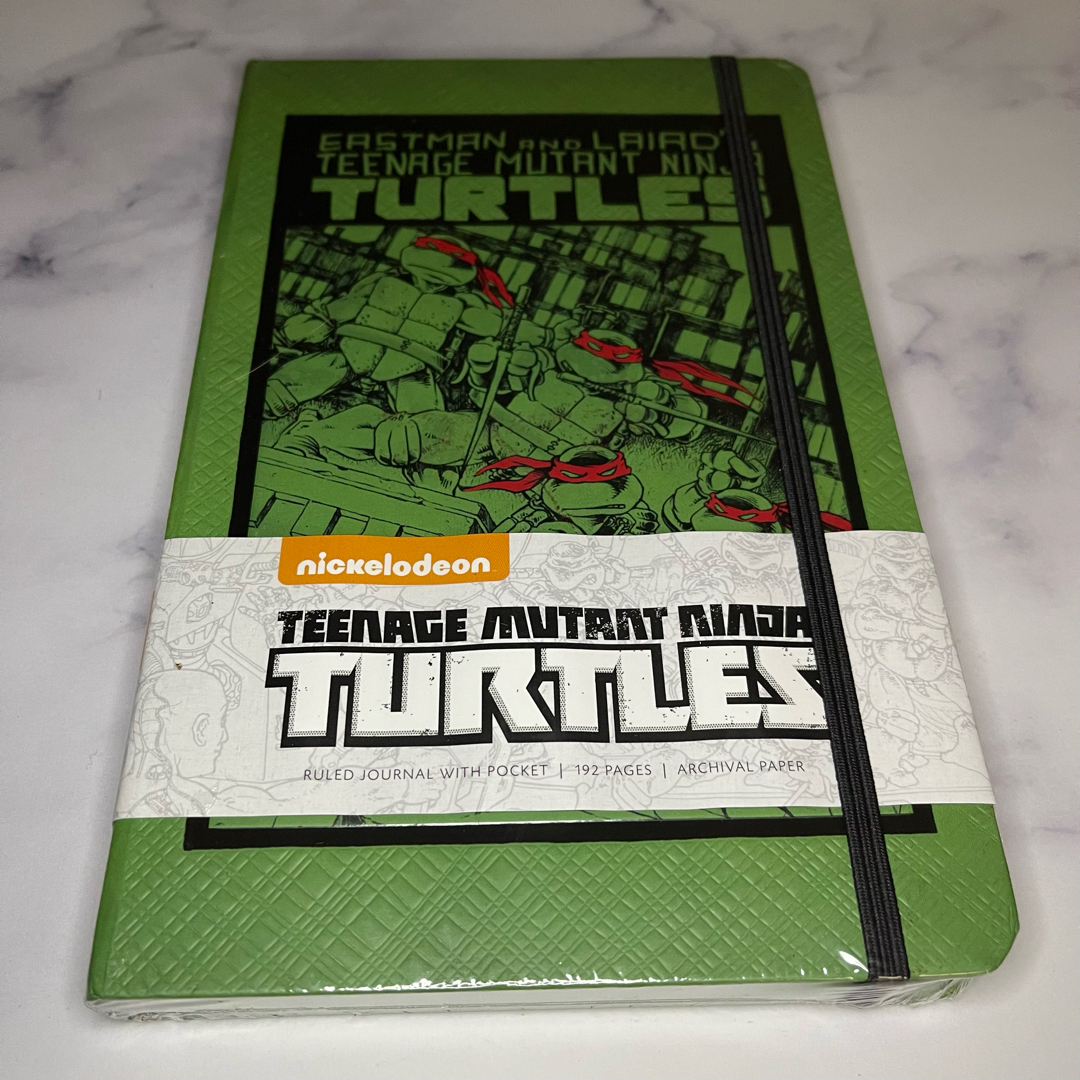 EASTMAN AND LAIRD'S
TEENAGE MUTANT NINJA
TURTLES
nickelodeon
TEENAGE MUTANT NINJA
TURTLES
RULED JOURNAL WITH POCKET | 192 PAGES | ARCHIVAL PAPER